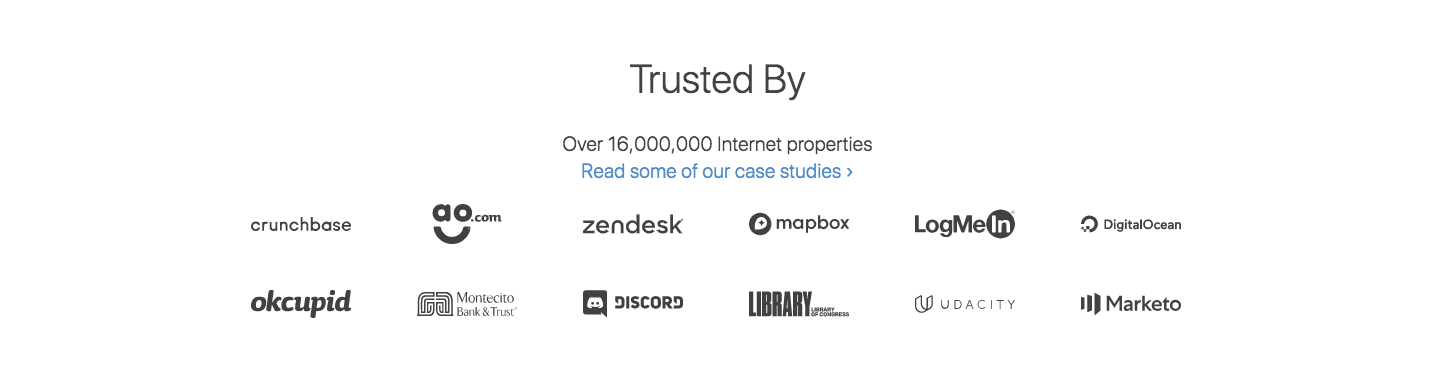 Trusted By
Over 16,000,000 Internet properties
Read some of our case studies ›
crunchbase
ao.com
zendesk
mapbox
LogMeIn
DigitalOcean
okcupid
Montecito
Bank & Trust
DISCORD
LIBRARY
LIBRARY
OF CONGRESS
UDACITY
Marketo